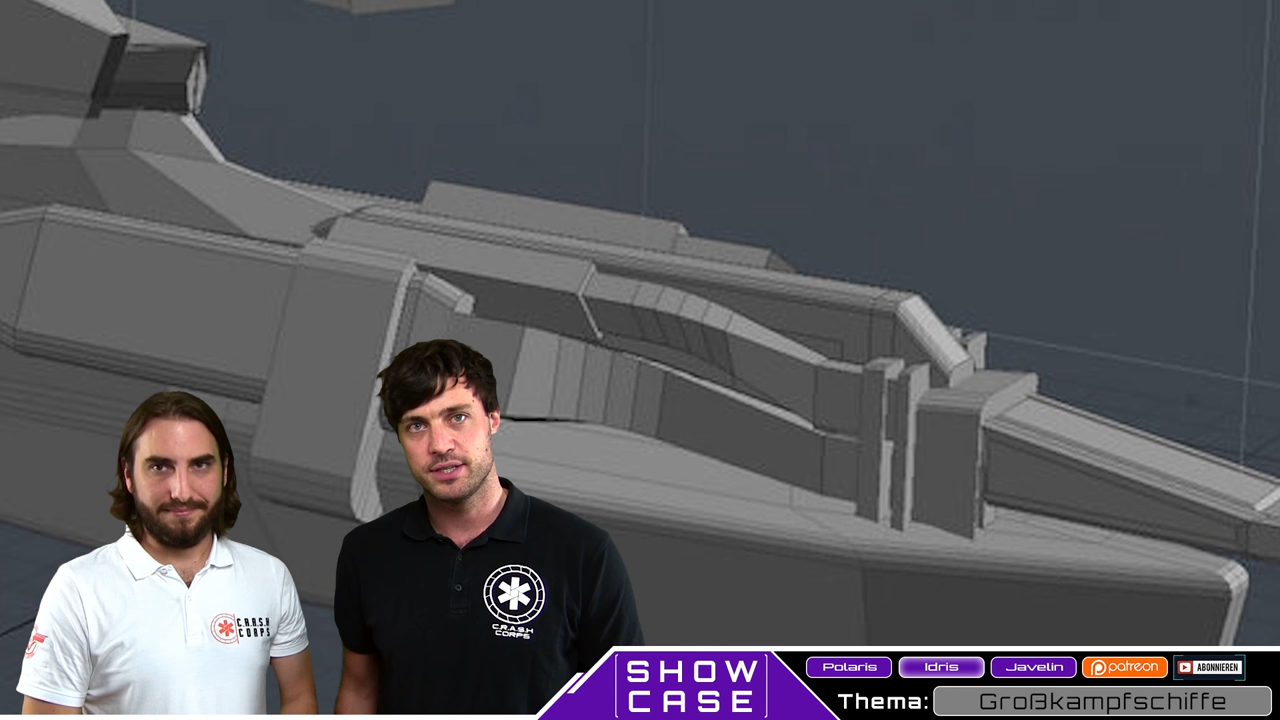 C.R.A.S.H
CORPS
C.R.A.S.H
CORPS
SHOW
CASE
Polaris
Idris
Javelin
patreon
ABONNIEREN
Thema:
Großkampfschiffe